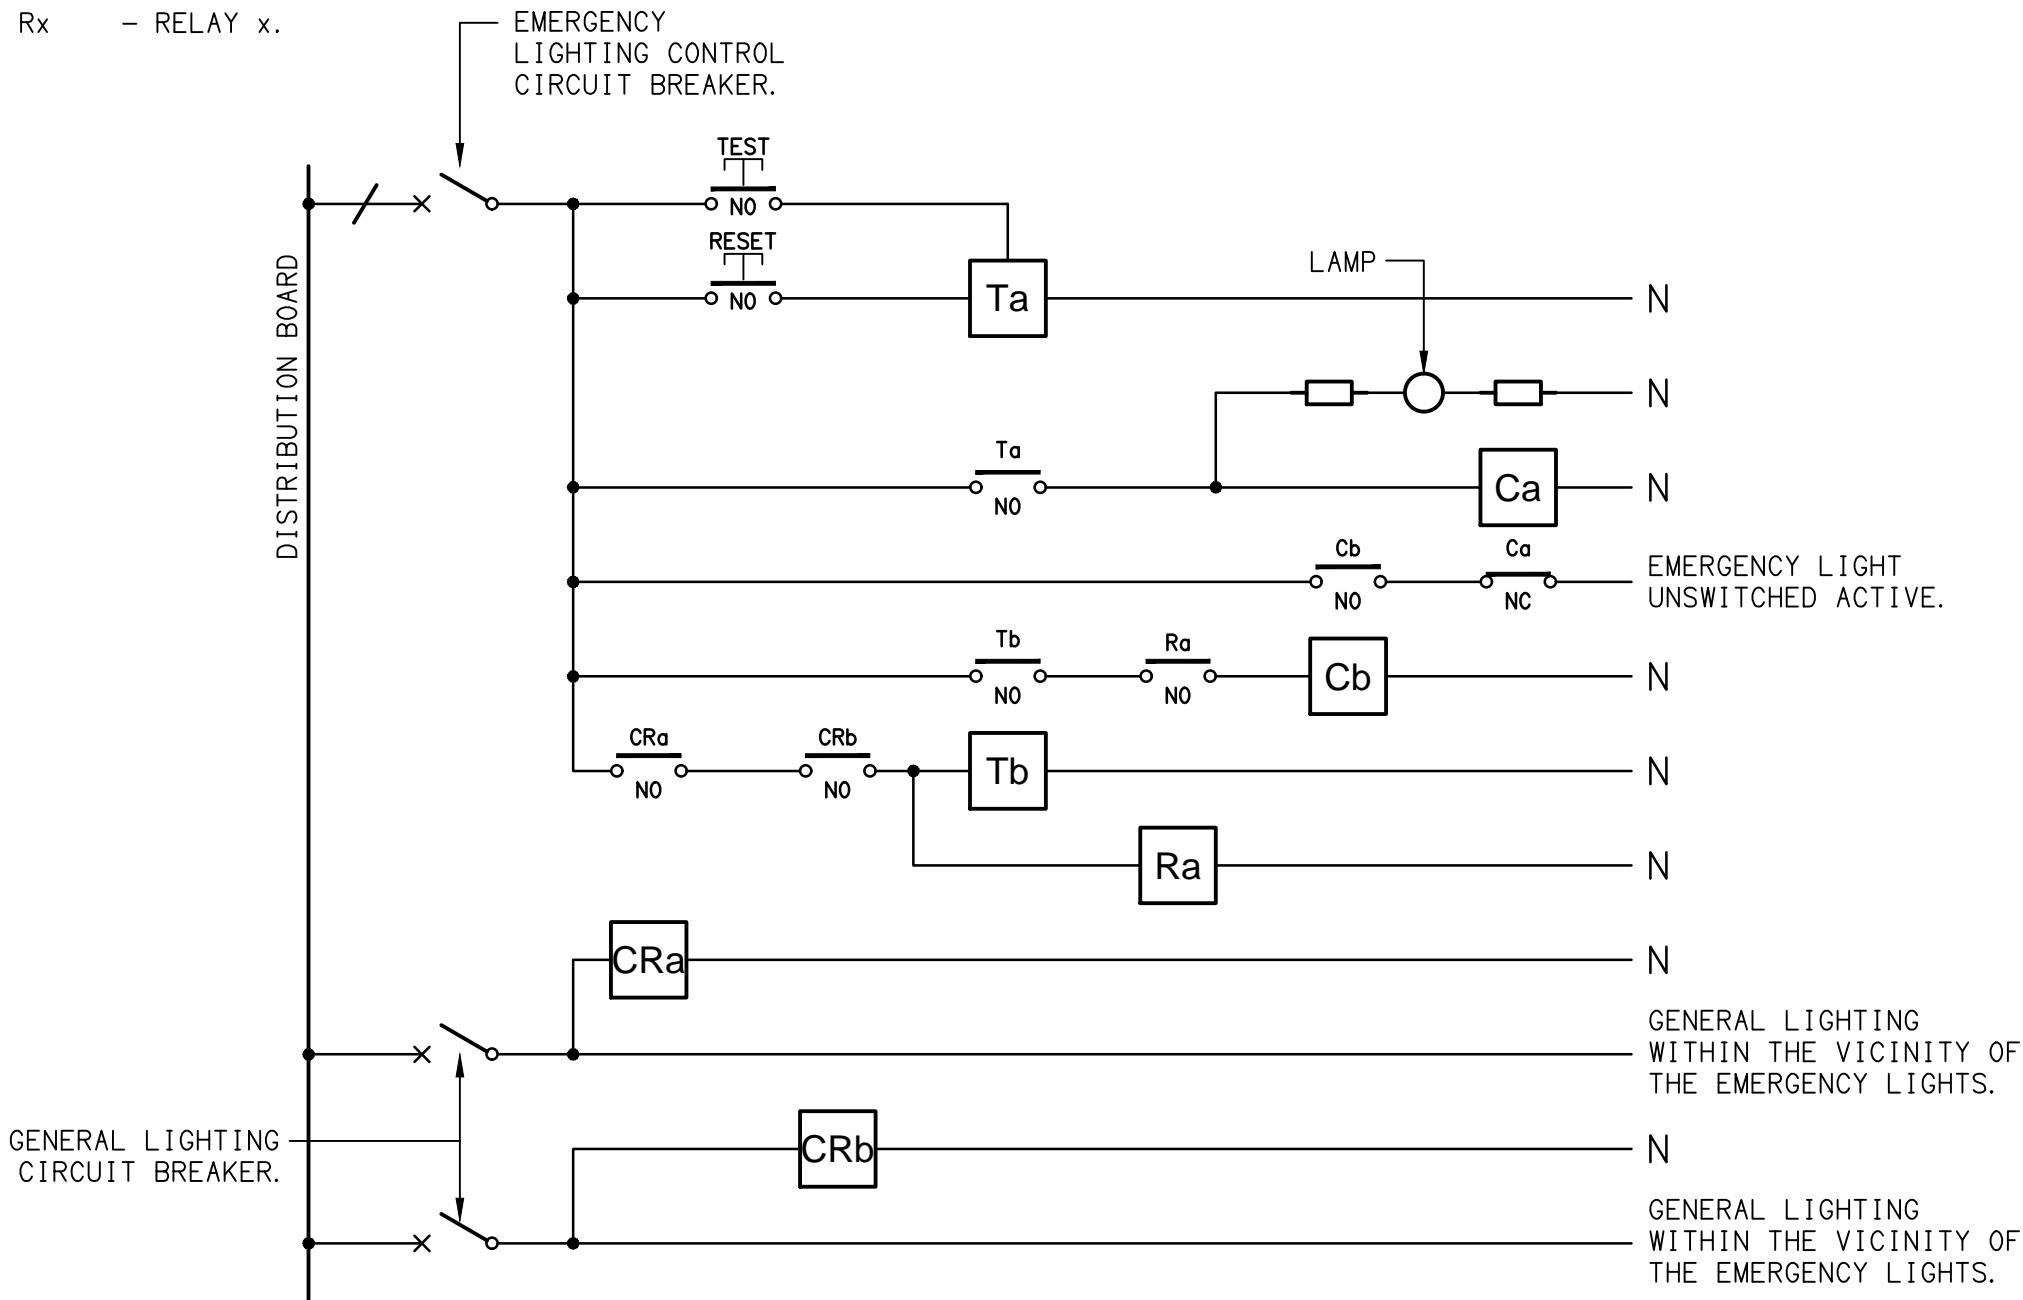 Rx - RELAY x.
EMERGENCY
LIGHTING CONTROL
CIRCUIT BREAKER.
TEST
NO
RESET
NO
DISTRIBUTION BOARD
Ta
N
LAMP
N
Ta
NO
Ca
N
Cb
NO
Ca
NC
EMERGENCY LIGHT
UNSWITCHED ACTIVE.
Tb
NO
Ra
NO
Cb
N
CRa
NO
CRb
NO
Tb
N
Ra
N
CRa
N
GENERAL LIGHTING
WITHIN THE VICINITY OF
THE EMERGENCY LIGHTS.
GENERAL LIGHTING
CIRCUIT BREAKER.
CRb
N
GENERAL LIGHTING
WITHIN THE VICINITY OF
THE EMERGENCY LIGHTS.